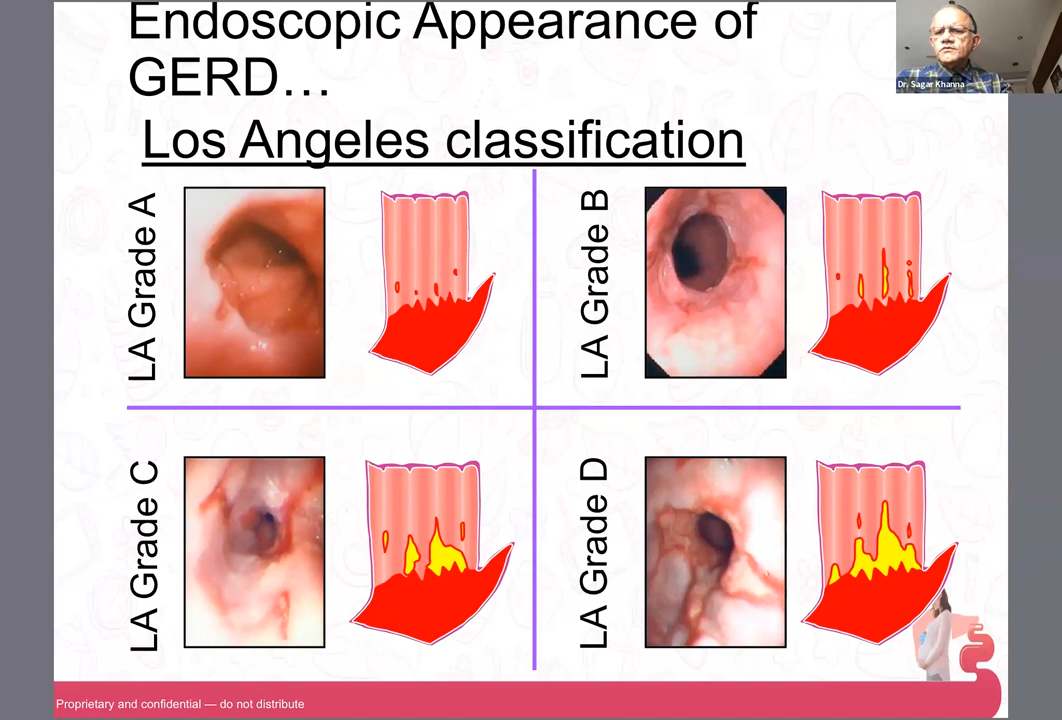 Endoscopic Appearance of
GERD…
Los Angeles classification
Dr. Sagar Khanna
LA Grade A
LA Grade B
LA Grade C
LA Grade D
Proprietary and confidential — do not distribute